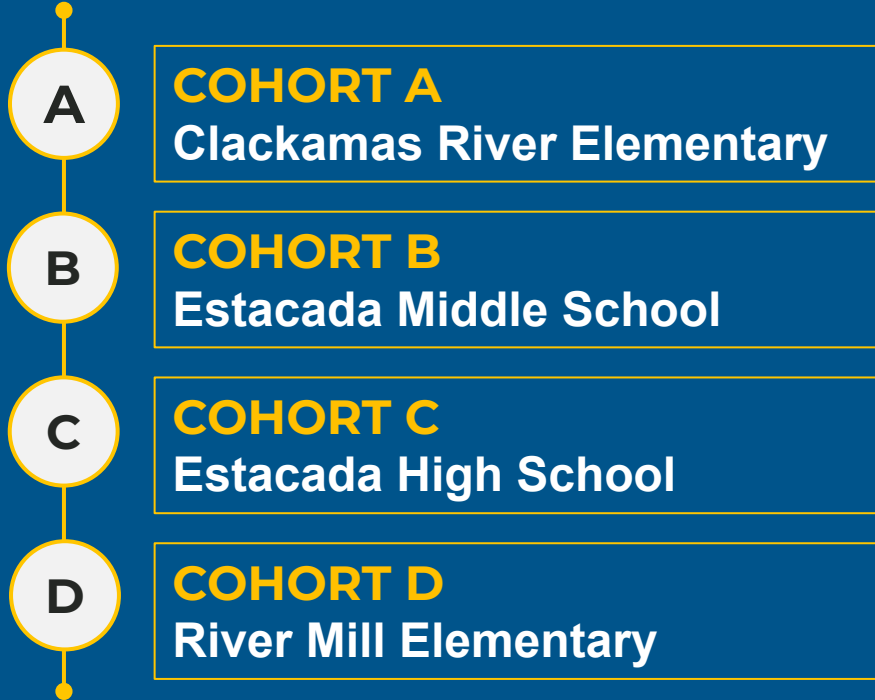 A
COHORT A
Clackamas River Elementary
B
COHORT B
Estacada Middle School
C
COHORT C
Estacada High School
D
COHORT D
River Mill Elementary